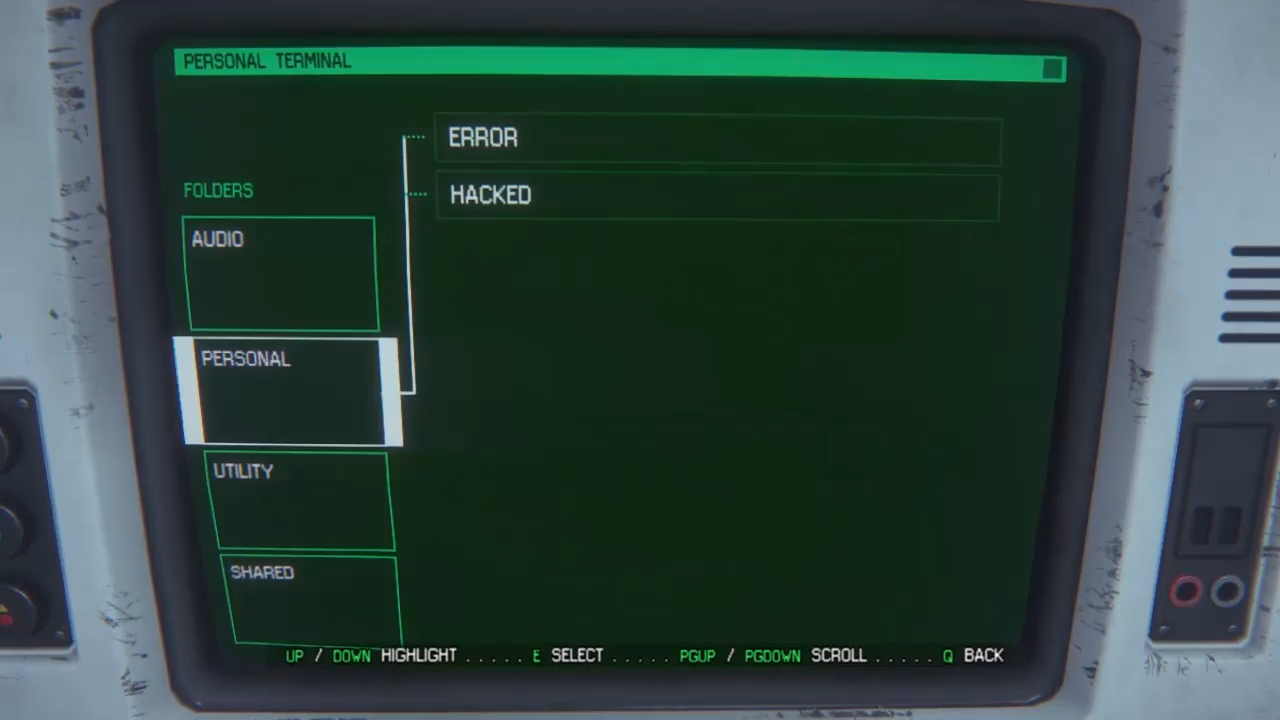 PERSONAL TERMINAL
ERROR
HACKED
FOLDERS
AUDIO
PERSONAL
UTILITY
SHARED
UP / DOWN HIGHLIGHT ..... E SELECT ..... PGUP / PGDOWN SCROLL ..... Q BACK